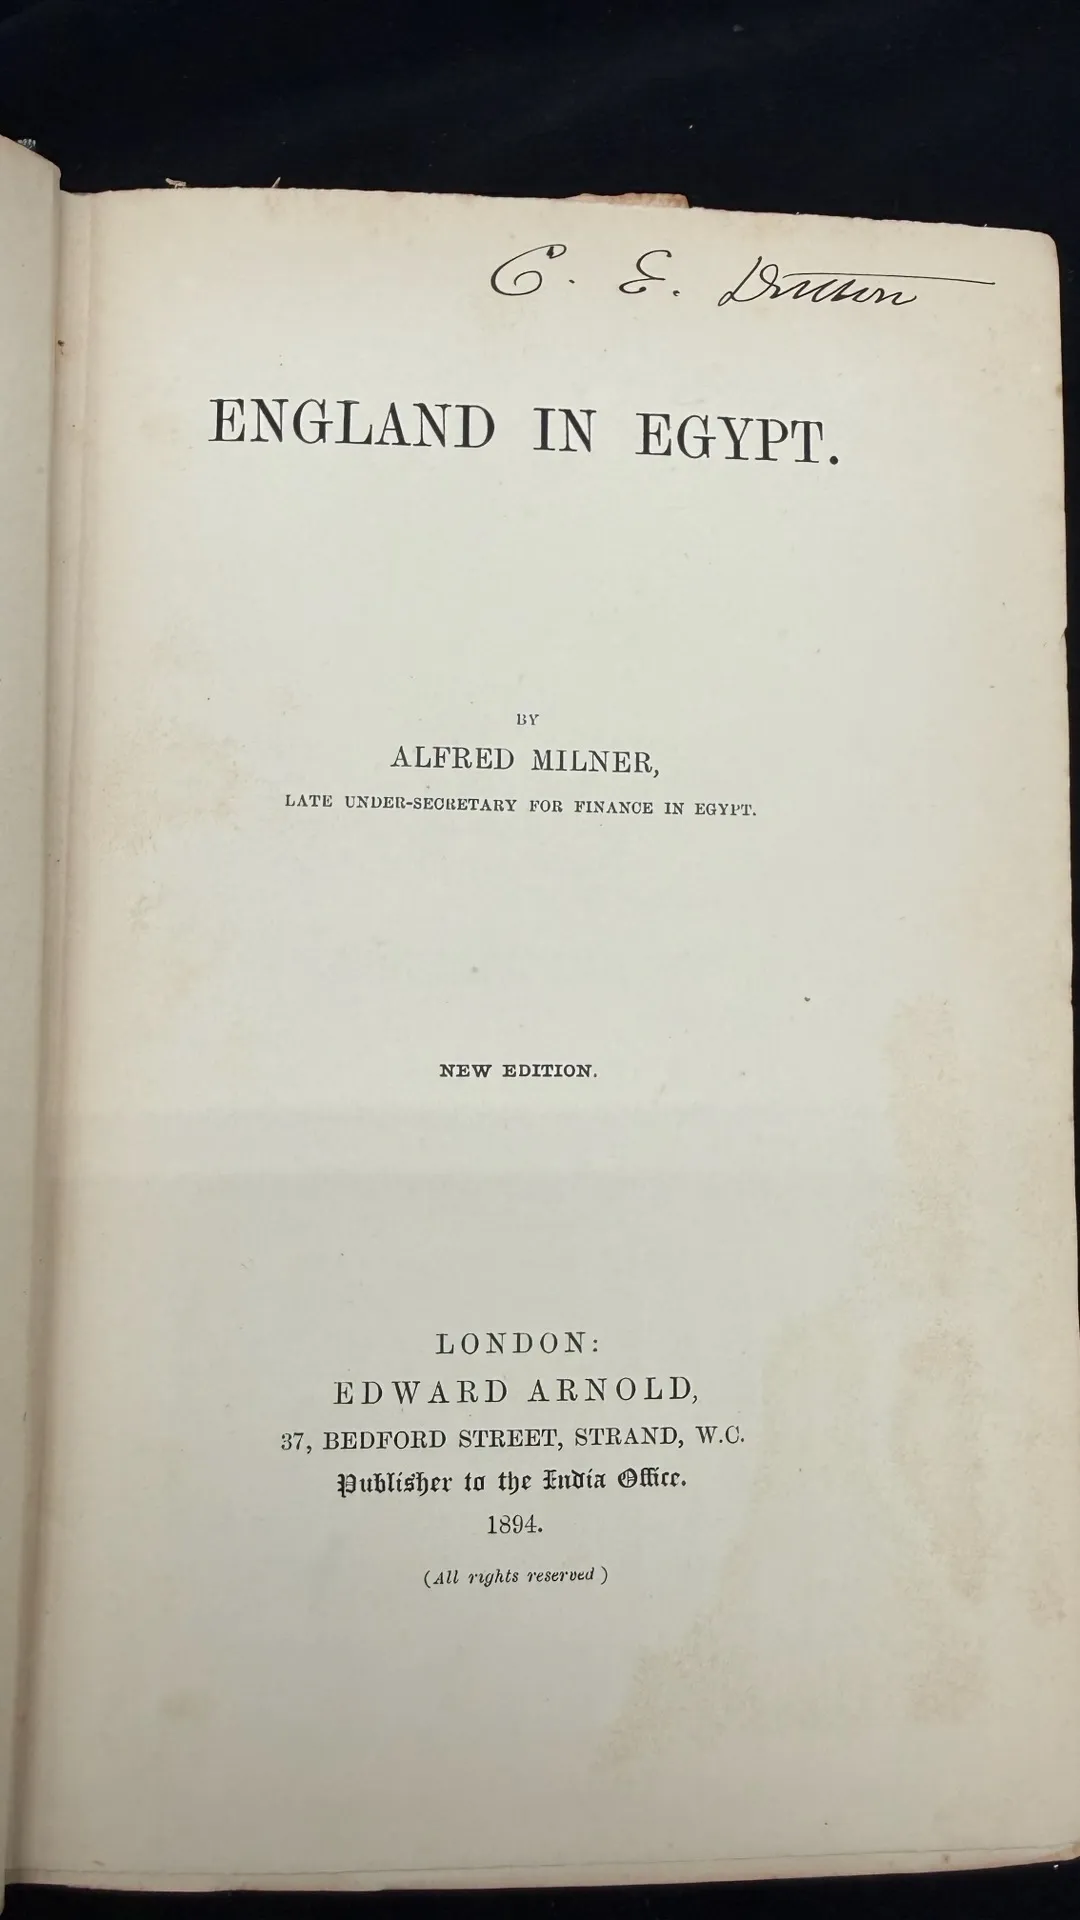 C. E. Dutton
ENGLAND IN EGYPT.
BY
ALFRED MILNER,
LATE UNDER-SECRETARY FOR FINANCE IN EGYPT.
NEW EDITION.
LONDON:
EDWARD ARNOLD,
37, BEDFORD STREET, STRAND, W.C.
Publisher to the India Office.
1894.
(All rights reserved)